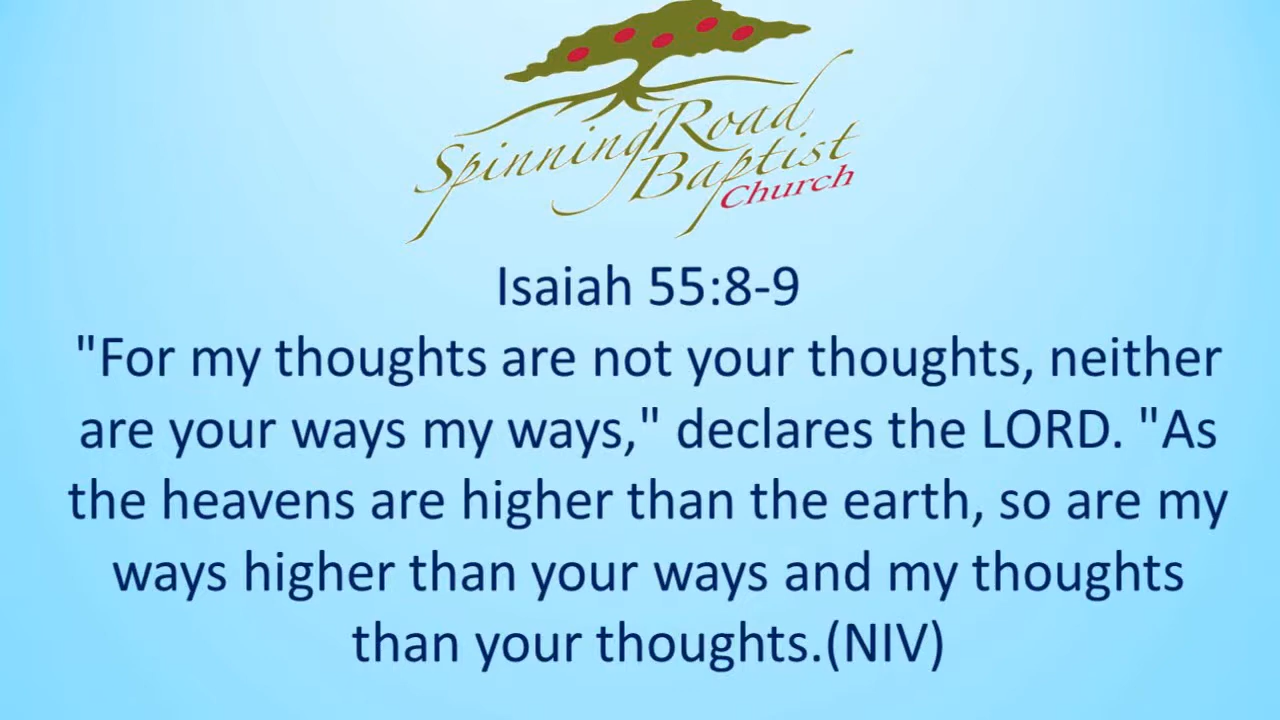 Spinning Road
Baptist
Church
Isaiah 55:8-9
"For my thoughts are not your thoughts, neither
are your ways my ways," declares the LORD. "As
the heavens are higher than the earth, so are my
ways higher than your ways and my thoughts
than your thoughts.(NIV)